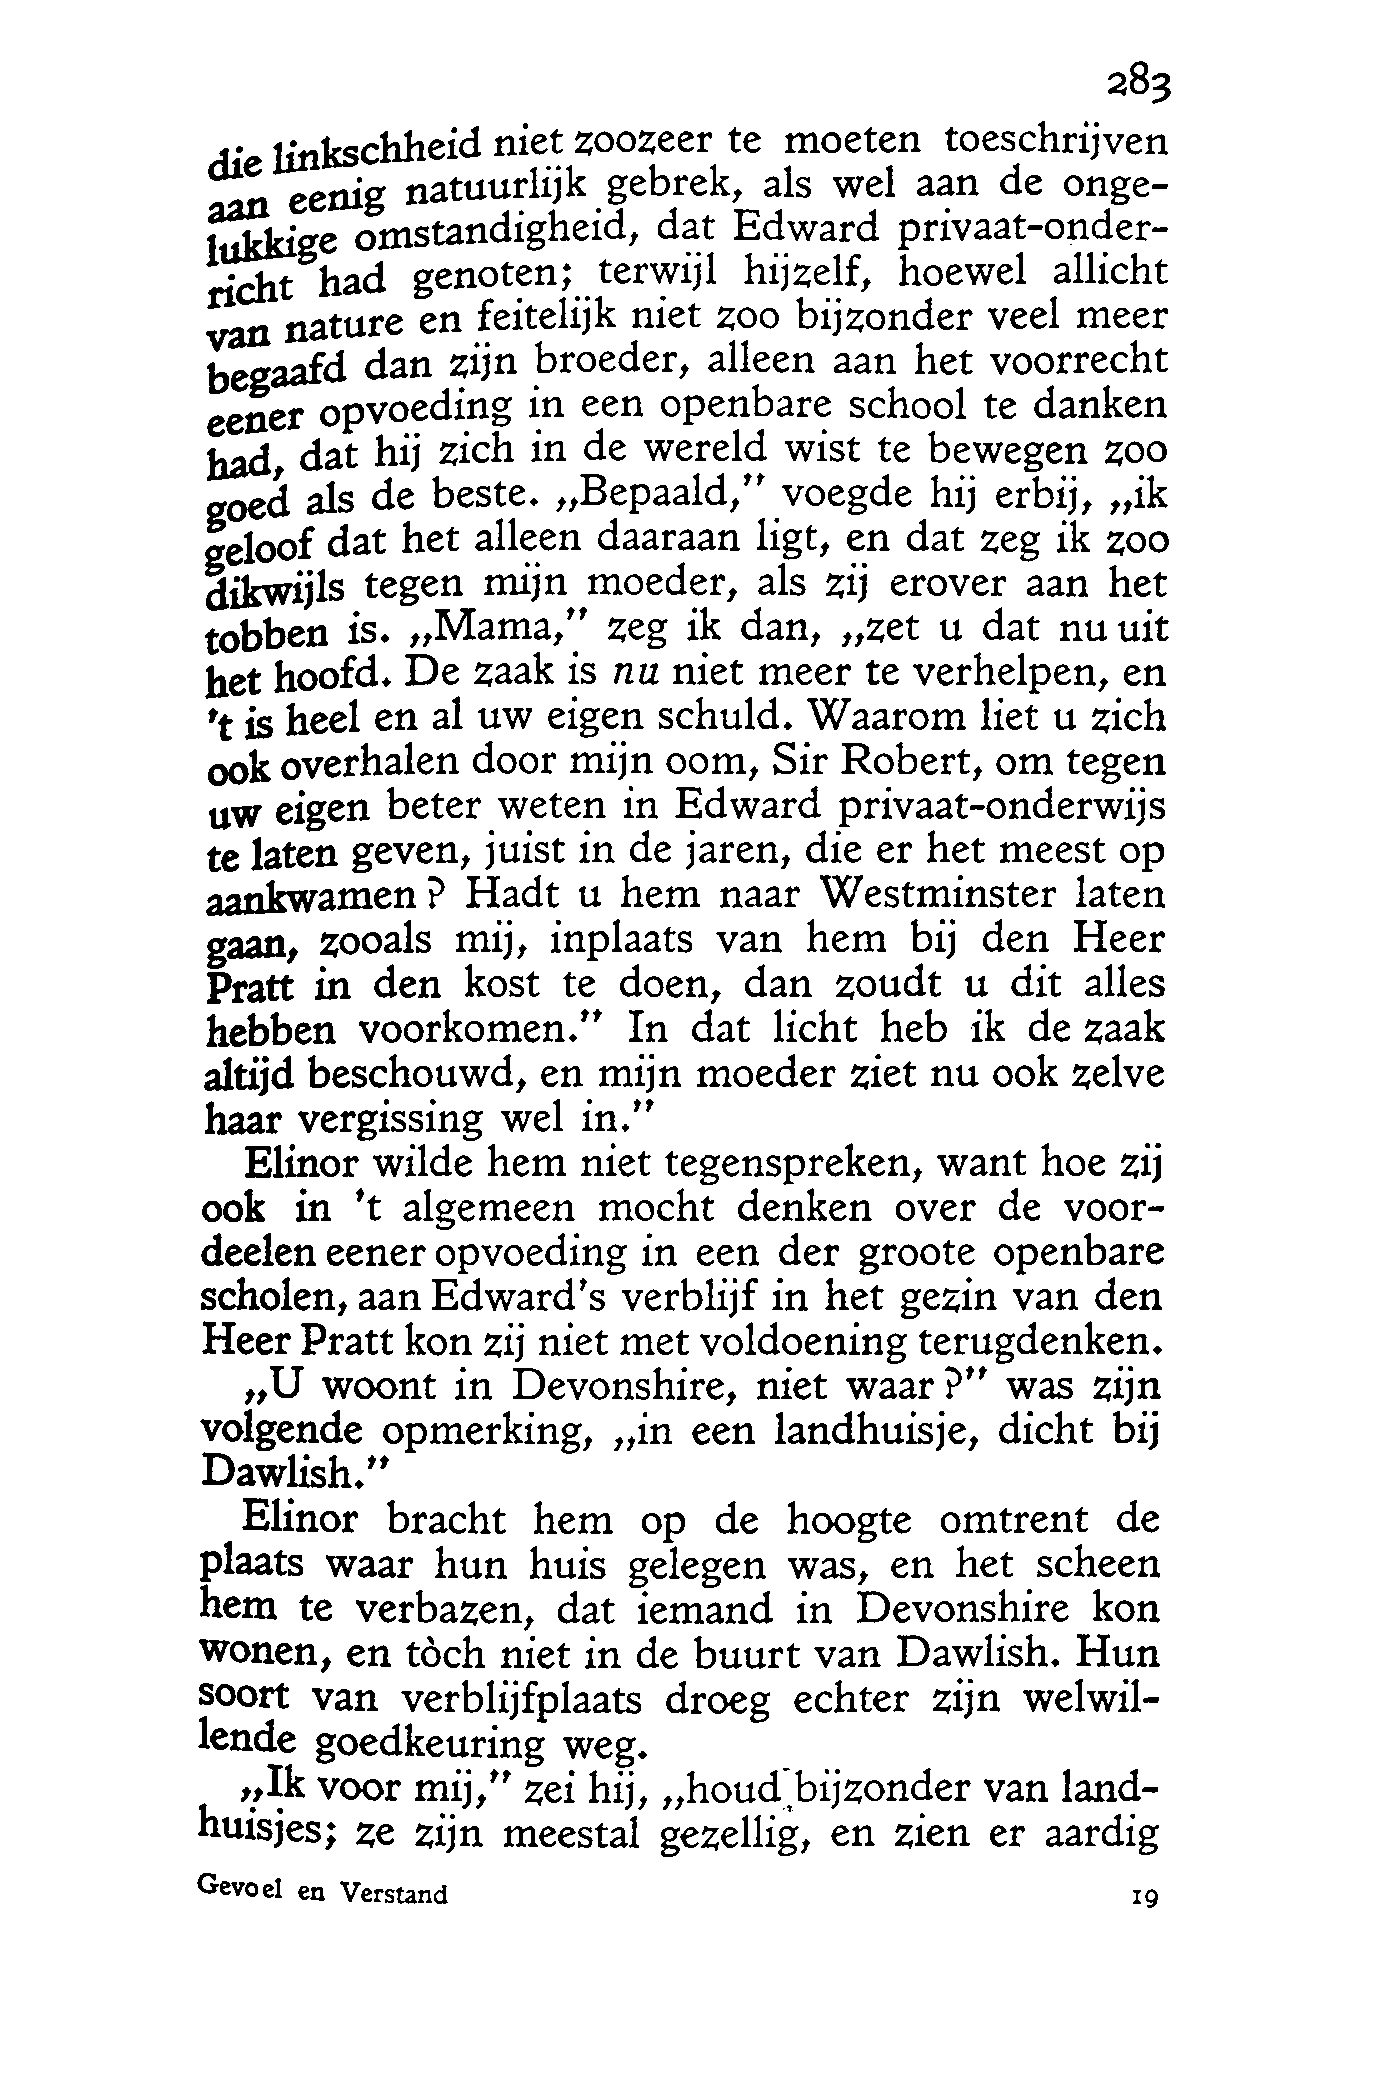 283
die linkschheid niet zoozeer te moeten toeschrijven
aan eenig natuurlijk gebrek, als wel aan de onge-
lukkige omstandigheid, dat Edward privaat-onder-
richt had genoten; terwijl hijzelf, hoewel allicht
van nature en feitelijk niet zoo bijzonder veel meer
begaafd dan zijn broeder, alleen aan het voorrecht
eener opvoeding in een openbare school te danken
had, dat hij zich in de wereld wist te bewegen zoo
goed als de beste. „Bepaald,” voegde hij erbij, „ik
geloof dat het alleen daaraan ligt, en dat zeg ik zoo
dikwijls tegen mijn moeder, als zij erover aan het
tobben is. „Mama,” zeg ik dan, „zet u dat nu uit
het hoofd. De zaak is nu niet meer te verhelpen, en
't is heel en al uw eigen schuld. Waarom liet u zich
ook overhalen door mijn oom, Sir Robert, om tegen
uw eigen beter weten in Edward privaat-onderwijs
te laten geven, juist in de jaren, die er het meest op
aankwamen? Hadt u hem naar Westminster laten
gaan, zooals mij, inplaats van hem bij den Heer
Pratt in den kost te doen, dan zoudt u dit alles
hebben voorkomen.” In dat licht heb ik de zaak
altijd beschouwd, en mijn moeder ziet nu ook zelve
haar vergissing wel in.”
Elinor wilde hem niet tegenspreken, want hoe zij
ook in 't algemeen mocht denken over de voor-
deelen eener opvoeding in een der groote openbare
scholen, aan Edward's verblijf in het gezin van den
Heer Pratt kon zij niet met voldoening terugdenken.
„U woont in Devonshire, niet waar?” was zijn
volgende opmerking, „in een landhuisje, dicht bij
Dawlish.”
Elinor bracht hem op de hoogte omtrent de
plaats waar hun huis gelegen was, en het scheen
hem te verbazen, dat iemand in Devonshire kon
wonen, en tòch niet in de buurt van Dawlish. Hun
soort van verblijfplaats droeg echter zijn welwil-
lende goedkeuring weg.
„Ik voor mij,” zei hij, „houd bijzonder van land-
huisjes; ze zijn meestal gezellig, en zien er aardig
Gevoel en Verstand 19